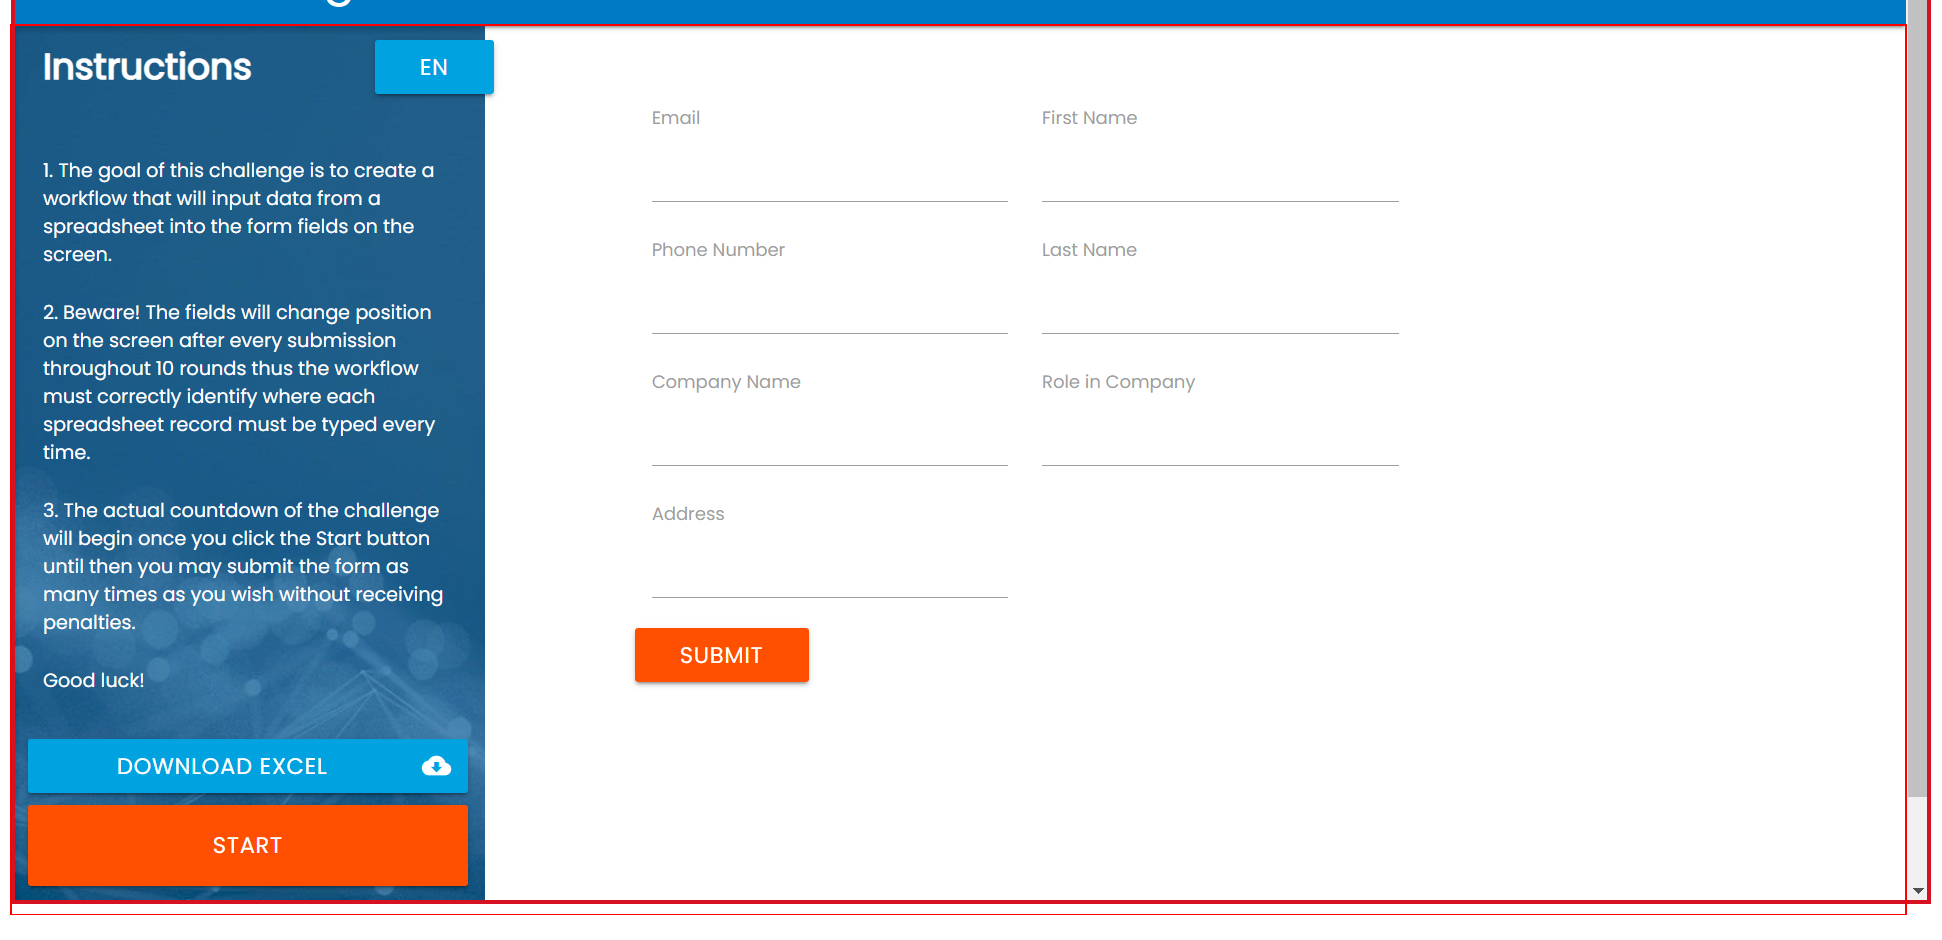 Instructions
EN
1. The goal of this challenge is to create a
workflow that will input data from a
spreadsheet into the form fields on the
screen.
2. Beware! The fields will change position
on the screen after every submission
throughout 10 rounds thus the workflow
must correctly identify where each
spreadsheet record must be typed every
time.
3. The actual countdown of the challenge
will begin once you click the Start button
until then you may submit the form as
many times as you wish without receiving
penalties.
Good luck!
DOWNLOAD EXCEL
START
Email
First Name
Phone Number
Last Name
Company Name
Role in Company
Address
SUBMIT